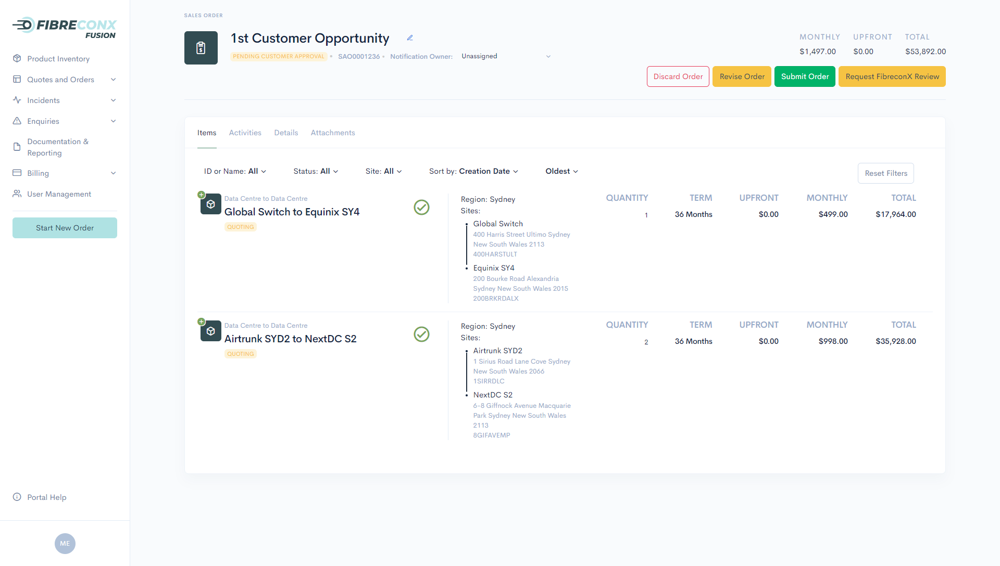 FIBRECONX
FUSION
Product Inventory
Quotes and Orders
Incidents
Enquiries
Documentation &
Reporting
Billing
User Management
Start New Order
Portal Help
ME
SALES ORDER
1st Customer Opportunity
PENDING CUSTOMER APPROVAL • SAO0001236 • Notification Owner: Unassigned
MONTHLY UPFRONT TOTAL
$1,497.00 $0.00 $53,892.00
Discard Order Revise Order Submit Order Request FibreconX Review
Items Activities Details Attachments
ID or Name: All Status: All Site: All Sort by: Creation Date Oldest
Reset Filters
Data Centre to Data Centre
Global Switch to Equinix SY4
QUOTING
Region: Sydney
Sites:
Global Switch
400 Harris Street Ultimo Sydney
New South Wales 2113
400HARSTULT
Equinix SY4
200 Bourke Road Alexandria
Sydney New South Wales 2015
200BRKRDALX
QUANTITY TERM UPFRONT MONTHLY TOTAL
1 36 Months $0.00 $499.00 $17,964.00
Data Centre to Data Centre
Airtrunk SYD2 to NextDC S2
QUOTING
Region: Sydney
Sites:
Airtrunk SYD2
1 Sirius Road Lane Cove Sydney
New South Wales 2066
1SIRRDLC
NextDC S2
6-8 Giffnock Avenue Macquarie
Park Sydney New South Wales
2113
8GIFAVEMP
QUANTITY TERM UPFRONT MONTHLY TOTAL
2 36 Months $0.00 $998.00 $35,928.00